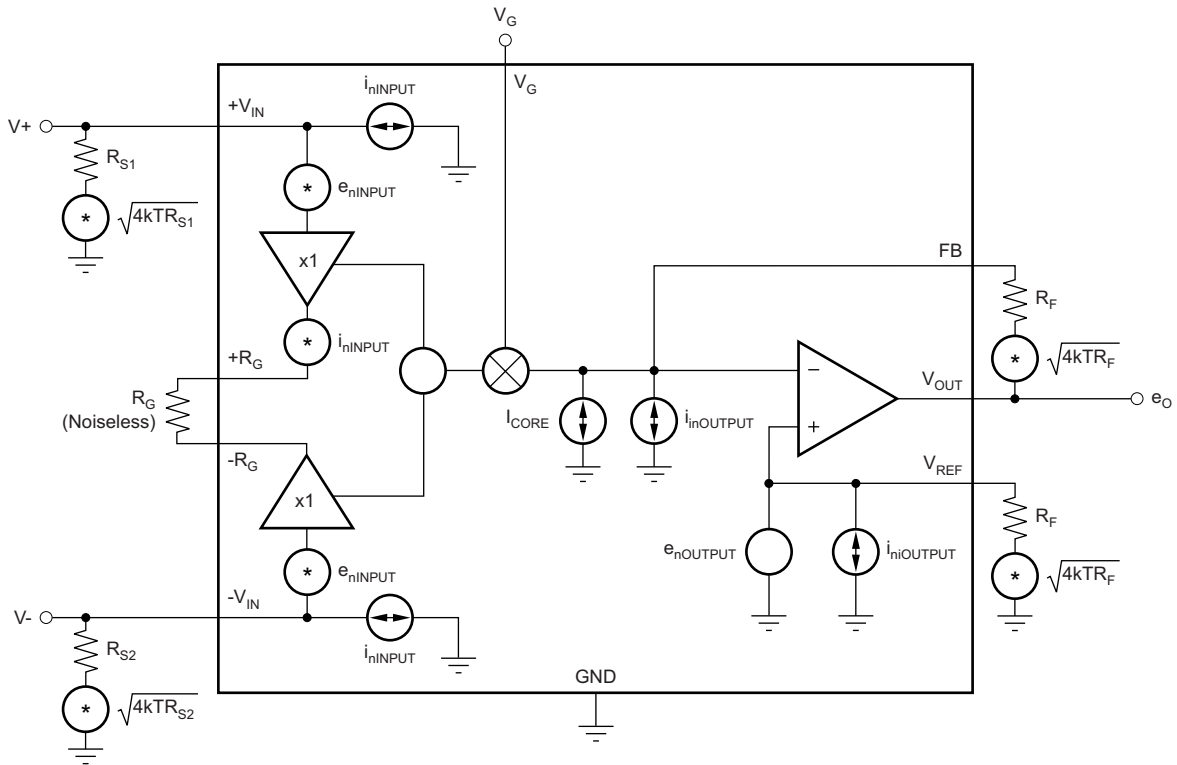 V_G
V_G
i_nINPUT
+V_IN
V+
R_S1
e_nINPUT
√4kTR_S1
x1
FB
R_F
i_nINPUT
√4kTR_F
+R_G
V_OUT
e_O
R_G
(Noiseless)
I_CORE
i_inOUTPUT
−
+
-R_G
V_REF
x1
R_F
e_nOUTPUT
i_niOUTPUT
e_nINPUT
√4kTR_F
-V_IN
V-
R_S2
i_nINPUT
GND
√4kTR_S2
*
*
*
*
*
*
*
*